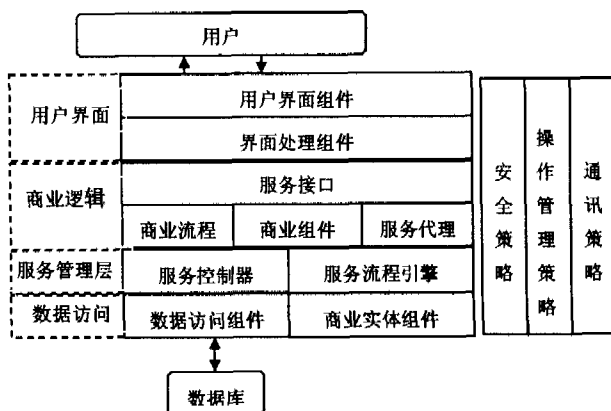 用户
用户界面
用户界面组件
界面处理组件
商业逻辑
服务接口
商业流程
商业组件
服务代理
服务管理层
服务控制器
服务流程引擎
数据访问
数据访问组件
商业实体组件
数据库
安全策略
操作管理策略
通讯策略